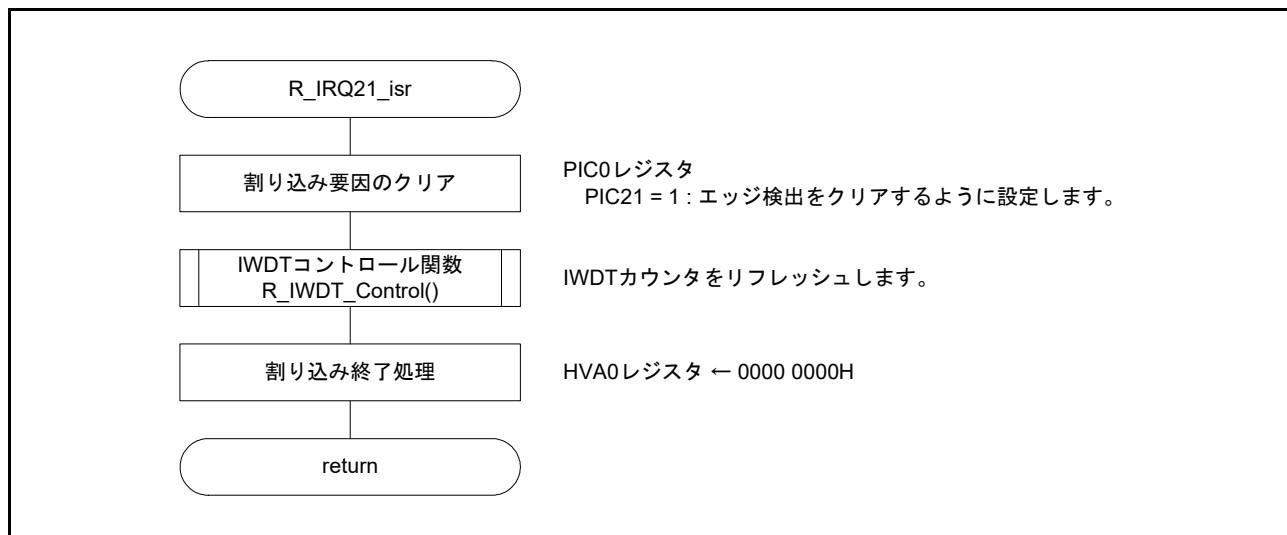 R_IRQ21_isr
割り込み要因のクリア
PIC0レジスタ
PIC21 = 1 : エッジ検出をクリアするように設定します。
IWDTコントロール関数
R_IWDT_Control()
IWDTカウンタをリフレッシュします。
割り込み終了処理
HVA0レジスタ ← 0000 0000H
return